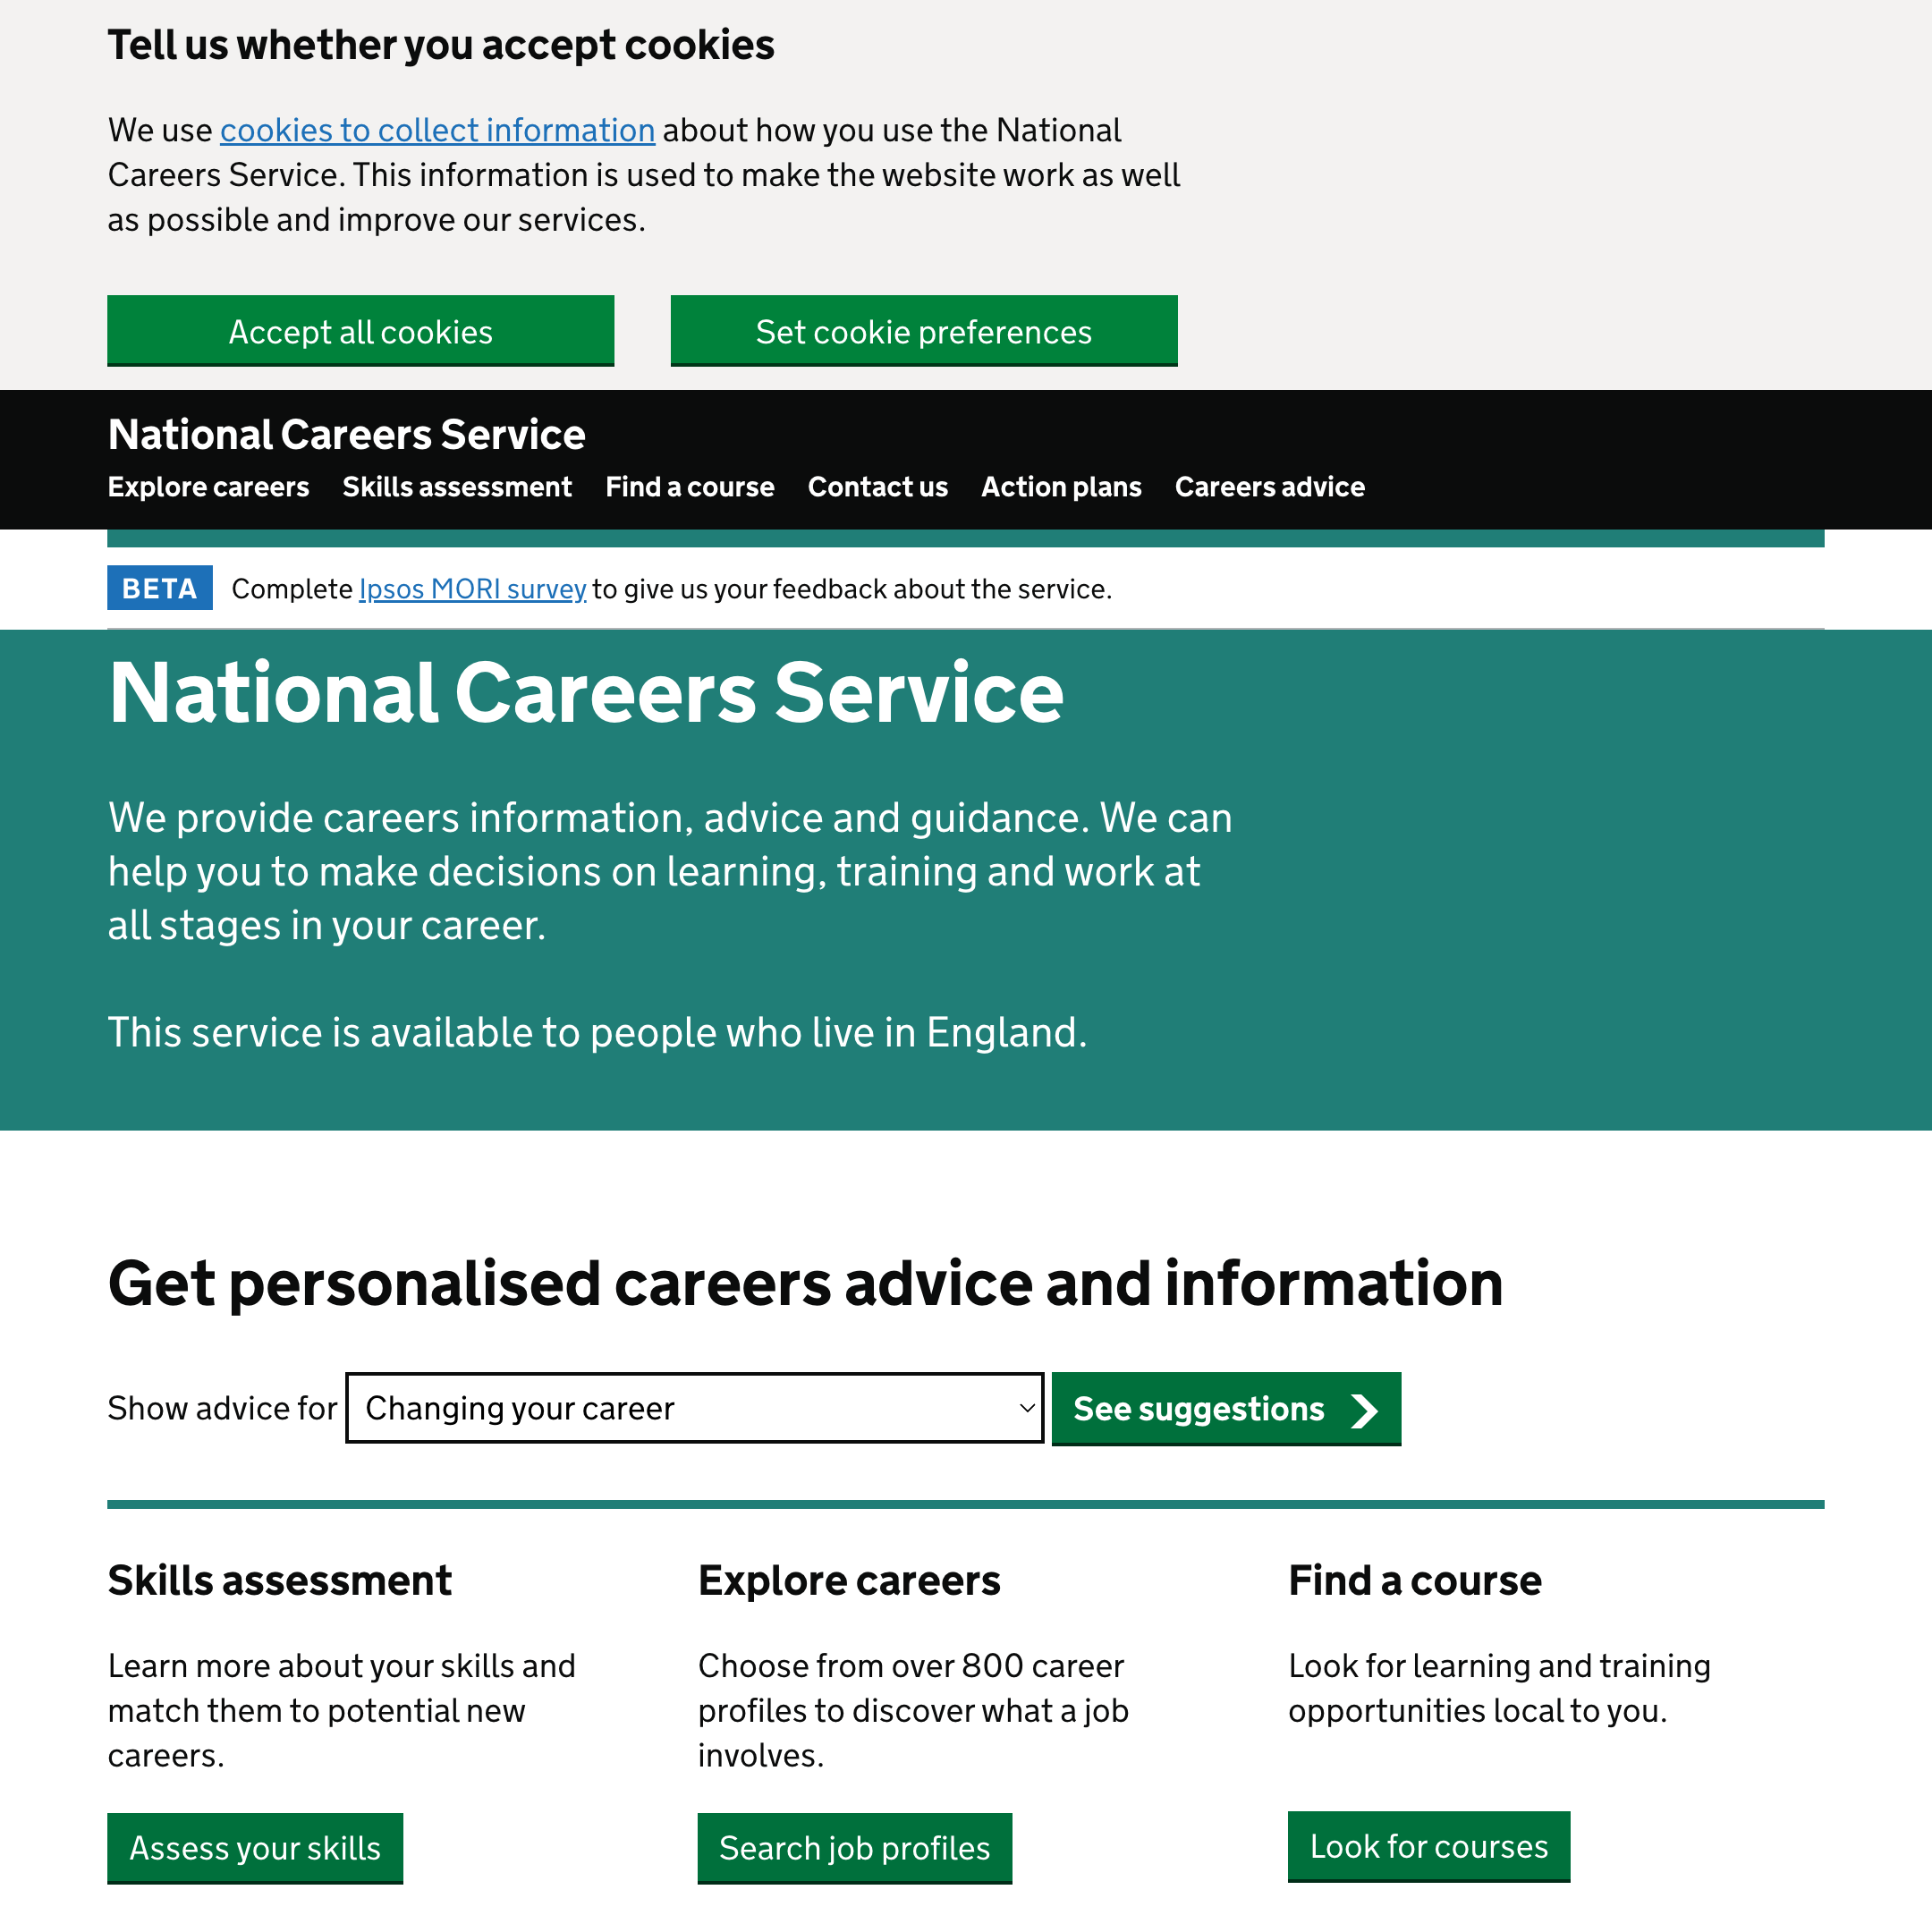 Tell us whether you accept cookies
We use cookies to collect information about how you use the National
Careers Service. This information is used to make the website work as well
as possible and improve our services.
Accept all cookies
Set cookie preferences
National Careers Service
Explore careers Skills assessment Find a course Contact us Action plans Careers advice
BETA Complete Ipsos MORI survey to give us your feedback about the service.
National Careers Service
We provide careers information, advice and guidance. We can
help you to make decisions on learning, training and work at
all stages in your career.
This service is available to people who live in England.
Get personalised careers advice and information
Show advice for Changing your career See suggestions
Skills assessment
Learn more about your skills and
match them to potential new
careers.
Assess your skills
Explore careers
Choose from over 800 career
profiles to discover what a job
involves.
Search job profiles
Find a course
Look for learning and training
opportunities local to you.
Look for courses